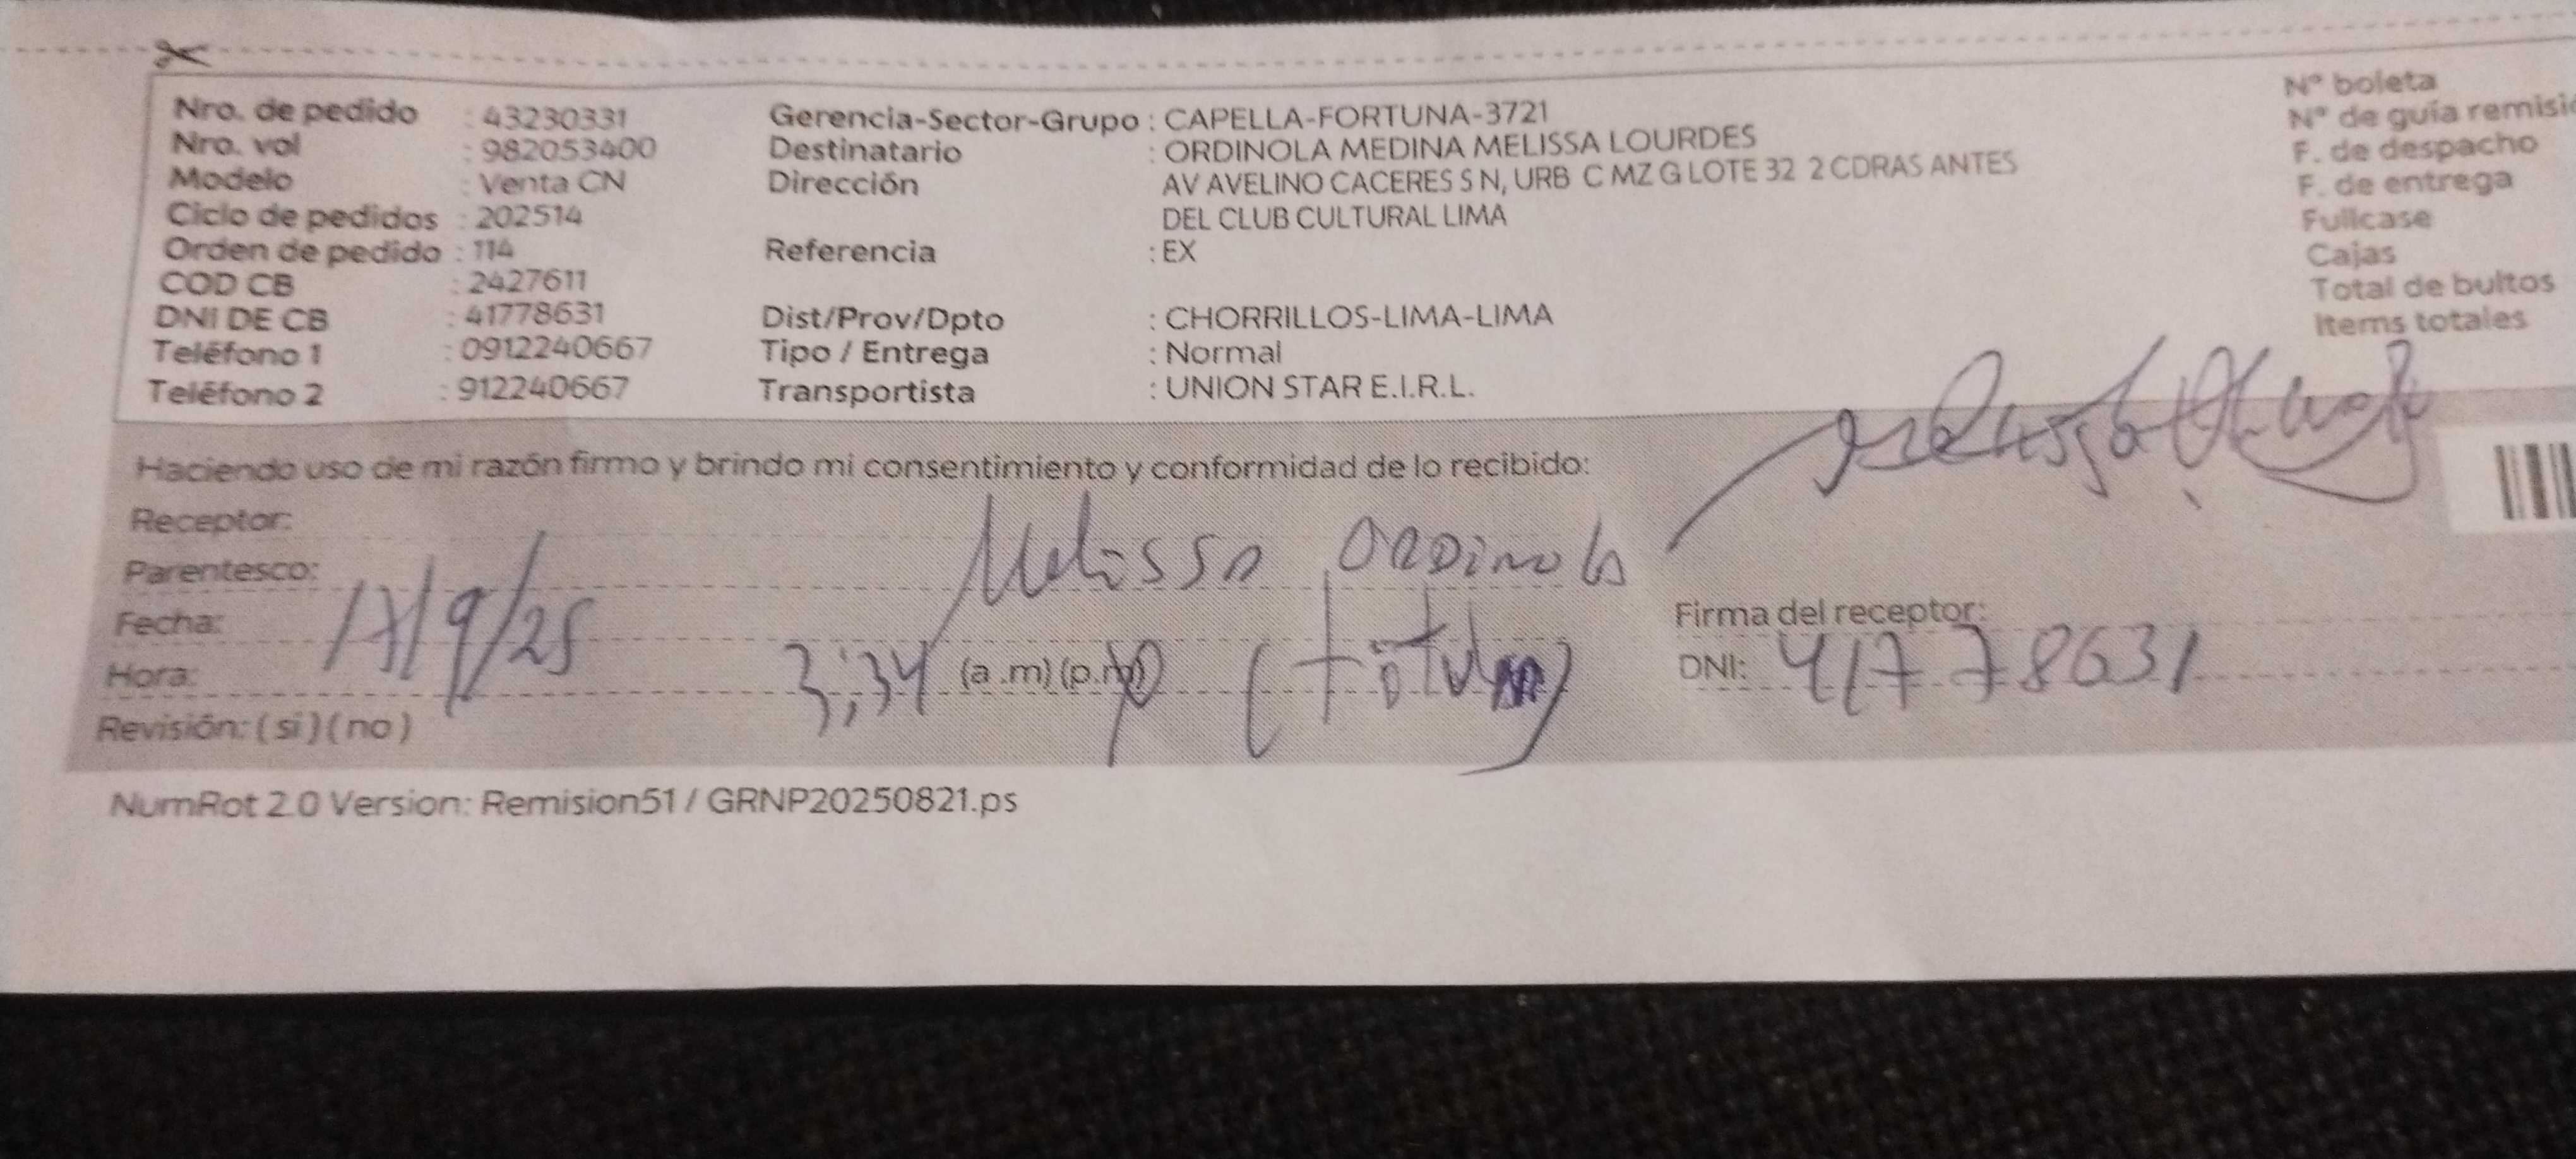 Nro. de pedido : 43230331 Gerencia-Sector-Grupo : CAPELLA-FORTUNA-3721 N° boleta
Nro. vol : 982053400 Destinatario : ORDINOLA MEDINA MELISSA LOURDES N° de guía remisió
Modelo : Venta CN Dirección AV AVELINO CACERES S N, URB C MZ G LOTE 32 2 CDRAS ANTES F. de despacho
Ciclo de pedidos : 202514 DEL CLUB CULTURAL LIMA F. de entrega
Orden de pedido : 114 Referencia : EX Fullcase
COD CB : 2427611 Cajas
DNI DE CB : 41778631 Dist/Prov/Dpto : CHORRILLOS-LIMA-LIMA Total de bultos
Teléfono 1 : 0912240667 Tipo / Entrega : Normal Items totales
Teléfono 2 : 912240667 Transportista : UNION STAR E.I.R.L.
Haciendo uso de mi razón firmo y brindo mi consentimiento y conformidad de lo recibido:
Receptor: Melissa Ordinola
Parentesco:
Fecha: 17/9/25 Firma del receptor:
Hora: 3:34 (a.m) (p.m) (titular) DNI: 41778631
Revisión: ( si ) ( no )
NumRot 2.0 Version: Remision51 / GRNP20250821.ps